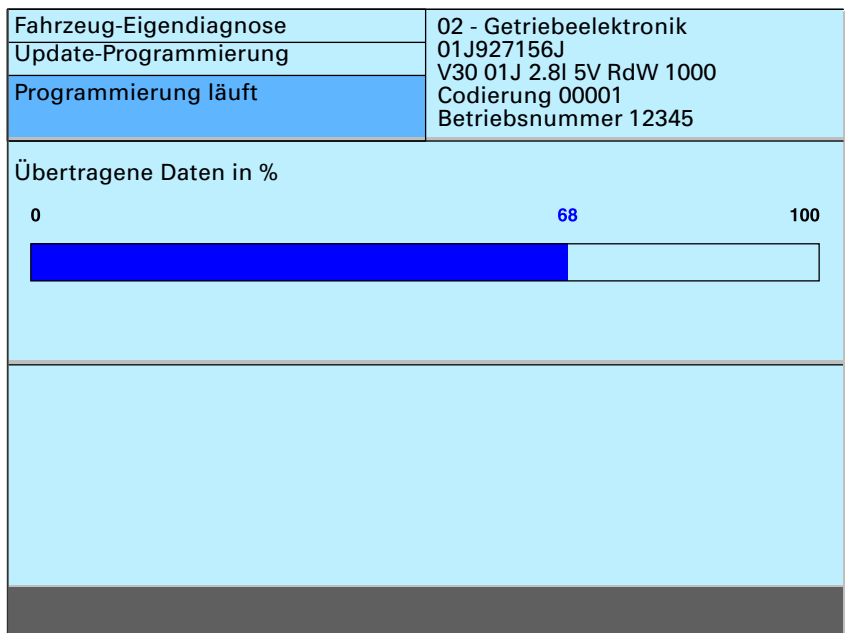 Fahrzeug-Eigendiagnose
Update-Programmierung
Programmierung läuft
02 - Getriebeelektronik
01J927156J
V30 01J 2.8l 5V RdW 1000
Codierung 00001
Betriebsnummer 12345
Übertragene Daten in %
0 68 100